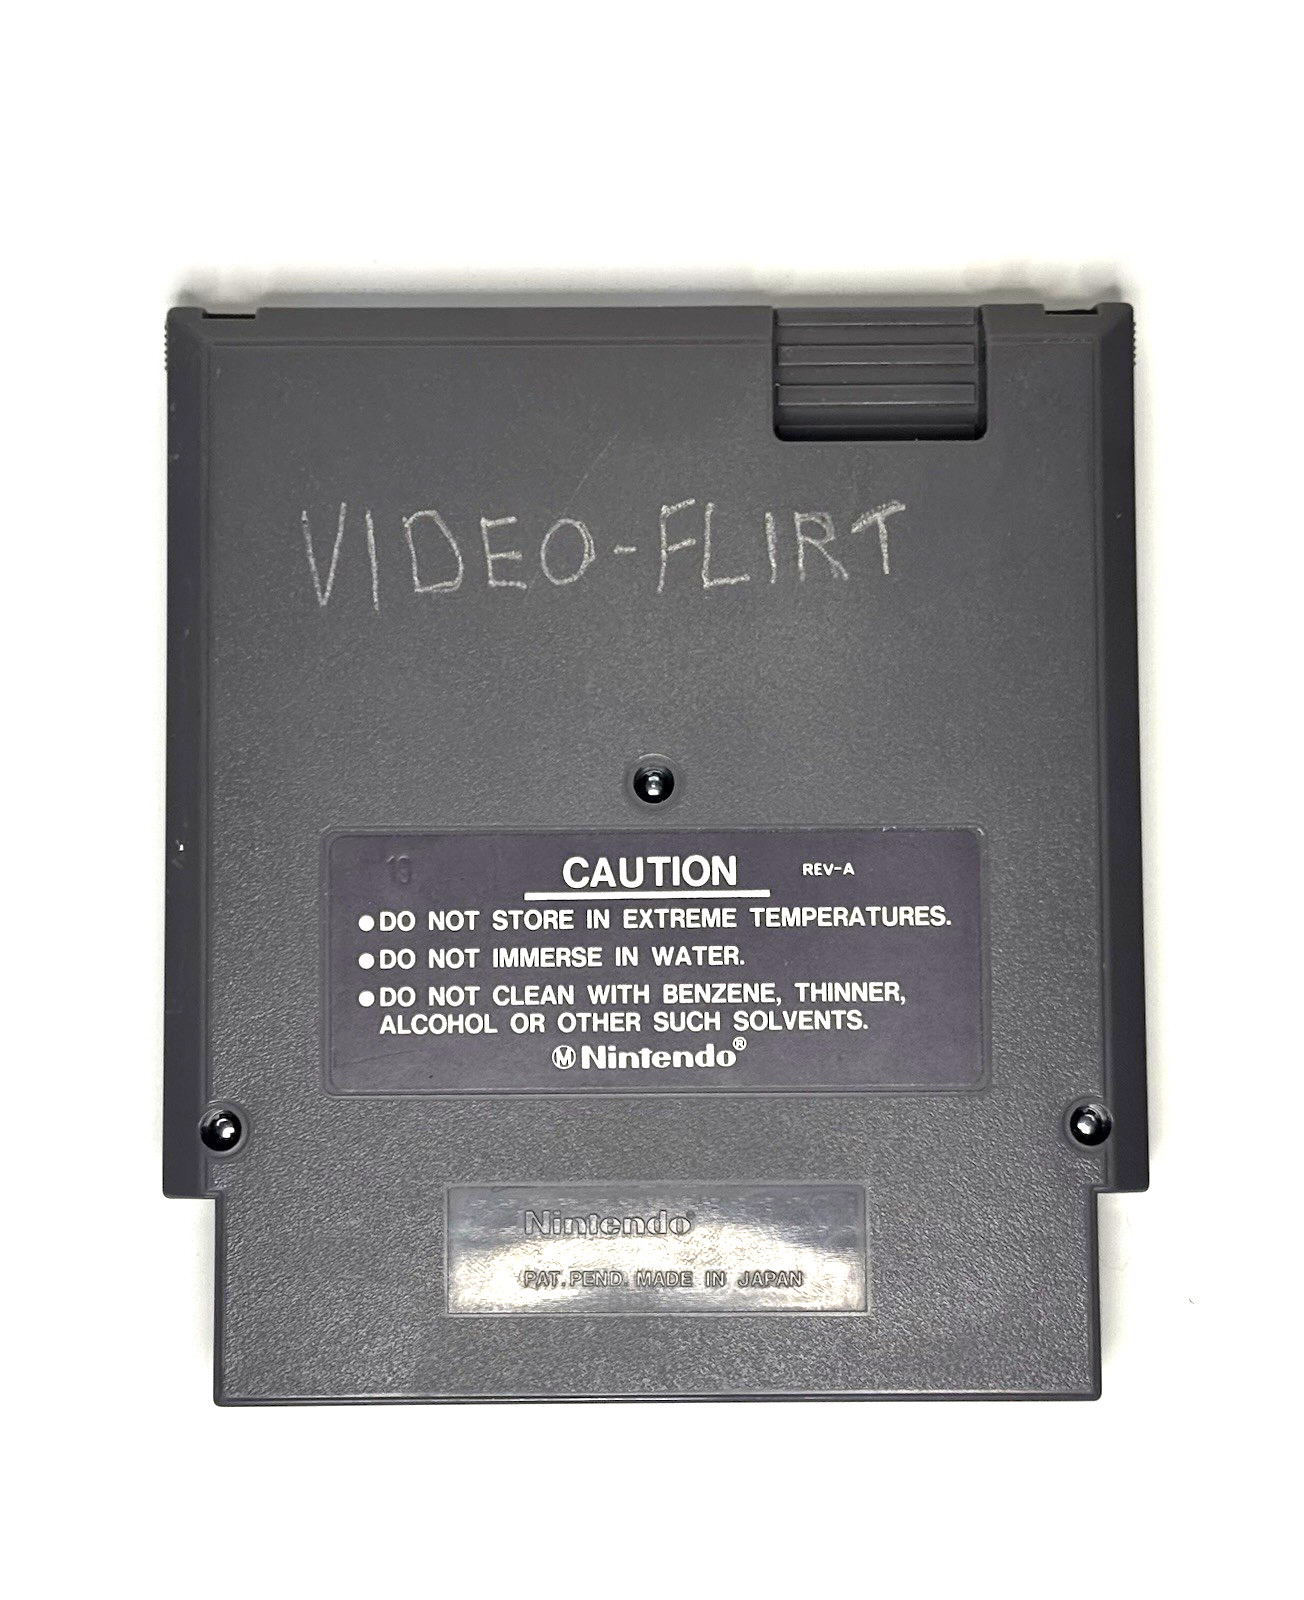 VIDEO-FLIRT
CAUTION REV-A
●DO NOT STORE IN EXTREME TEMPERATURES.
●DO NOT IMMERSE IN WATER.
●DO NOT CLEAN WITH BENZENE, THINNER,
ALCOHOL OR OTHER SUCH SOLVENTS.
Ⓜ Nintendo®
Nintendo®
PAT. PEND. MADE IN JAPAN